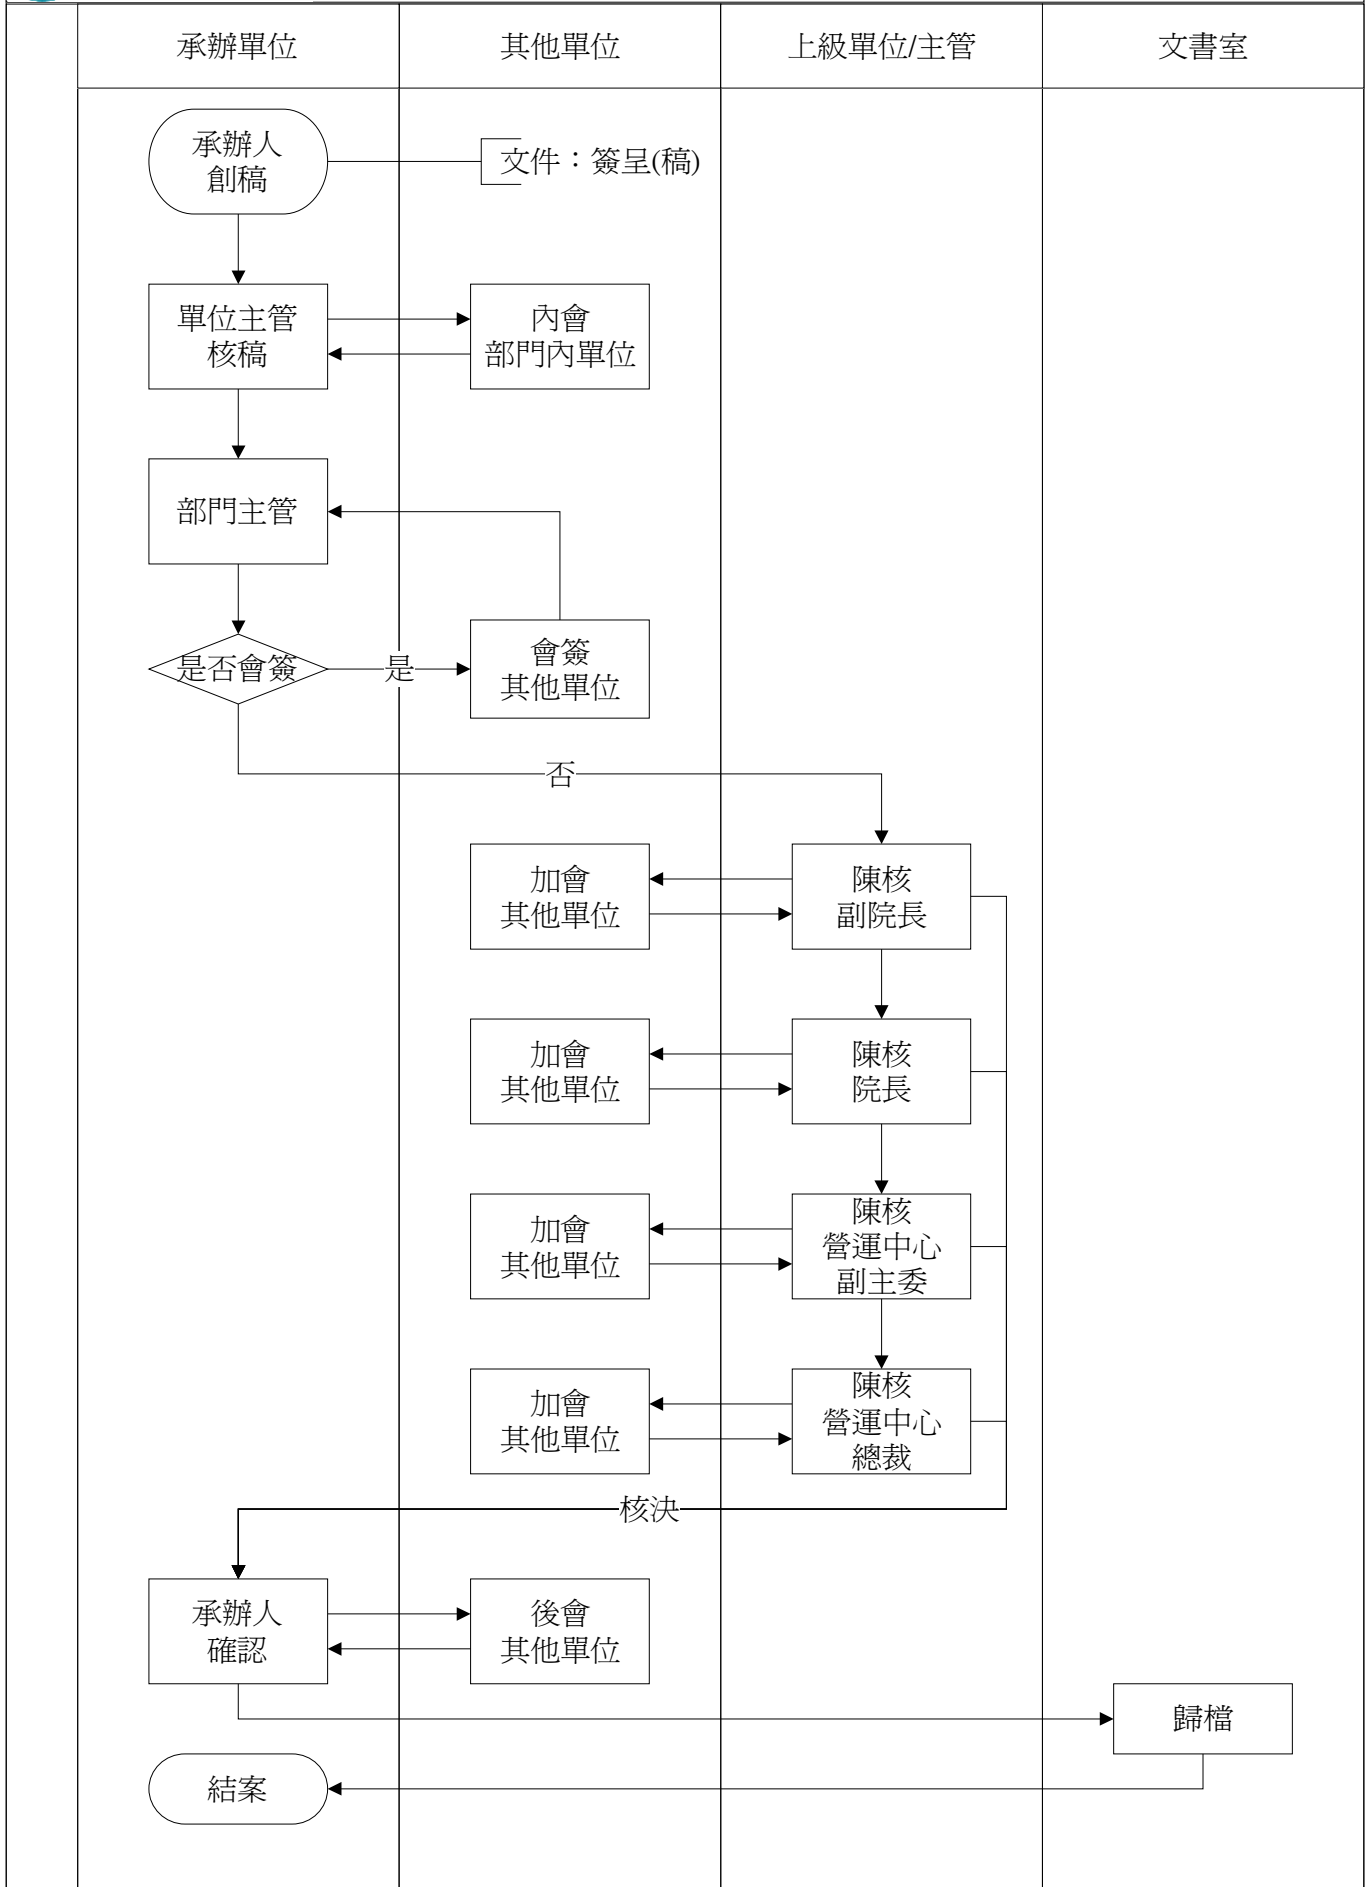 承辦單位
其他單位
上級單位/主管
文書室
承辦人
創稿
文件：簽呈(稿)
單位主管
核稿
內會
部門內單位
部門主管
是否會簽
是
會簽
其他單位
否
加會
其他單位
陳核
副院長
加會
其他單位
陳核
院長
加會
其他單位
陳核
營運中心
副主委
加會
其他單位
陳核
營運中心
總裁
核決
承辦人
確認
後會
其他單位
歸檔
結案